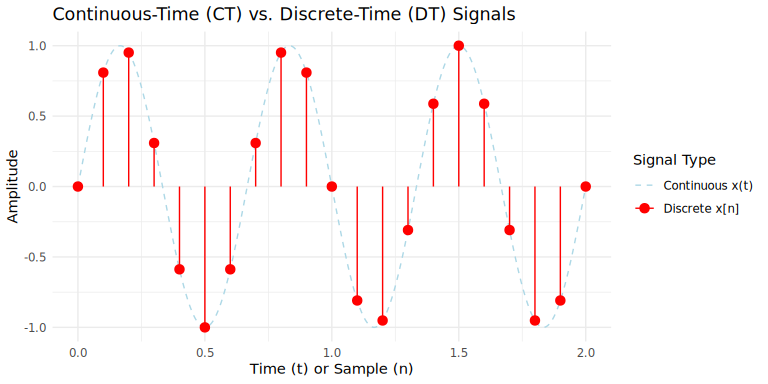 Continuous-Time (CT) vs. Discrete-Time (DT) Signals
1.0
0.5
0.0
-0.5
-1.0
Amplitude
0.0 0.5 1.0 1.5 2.0
Time (t) or Sample (n)
Signal Type
Continuous x(t)
Discrete x[n]